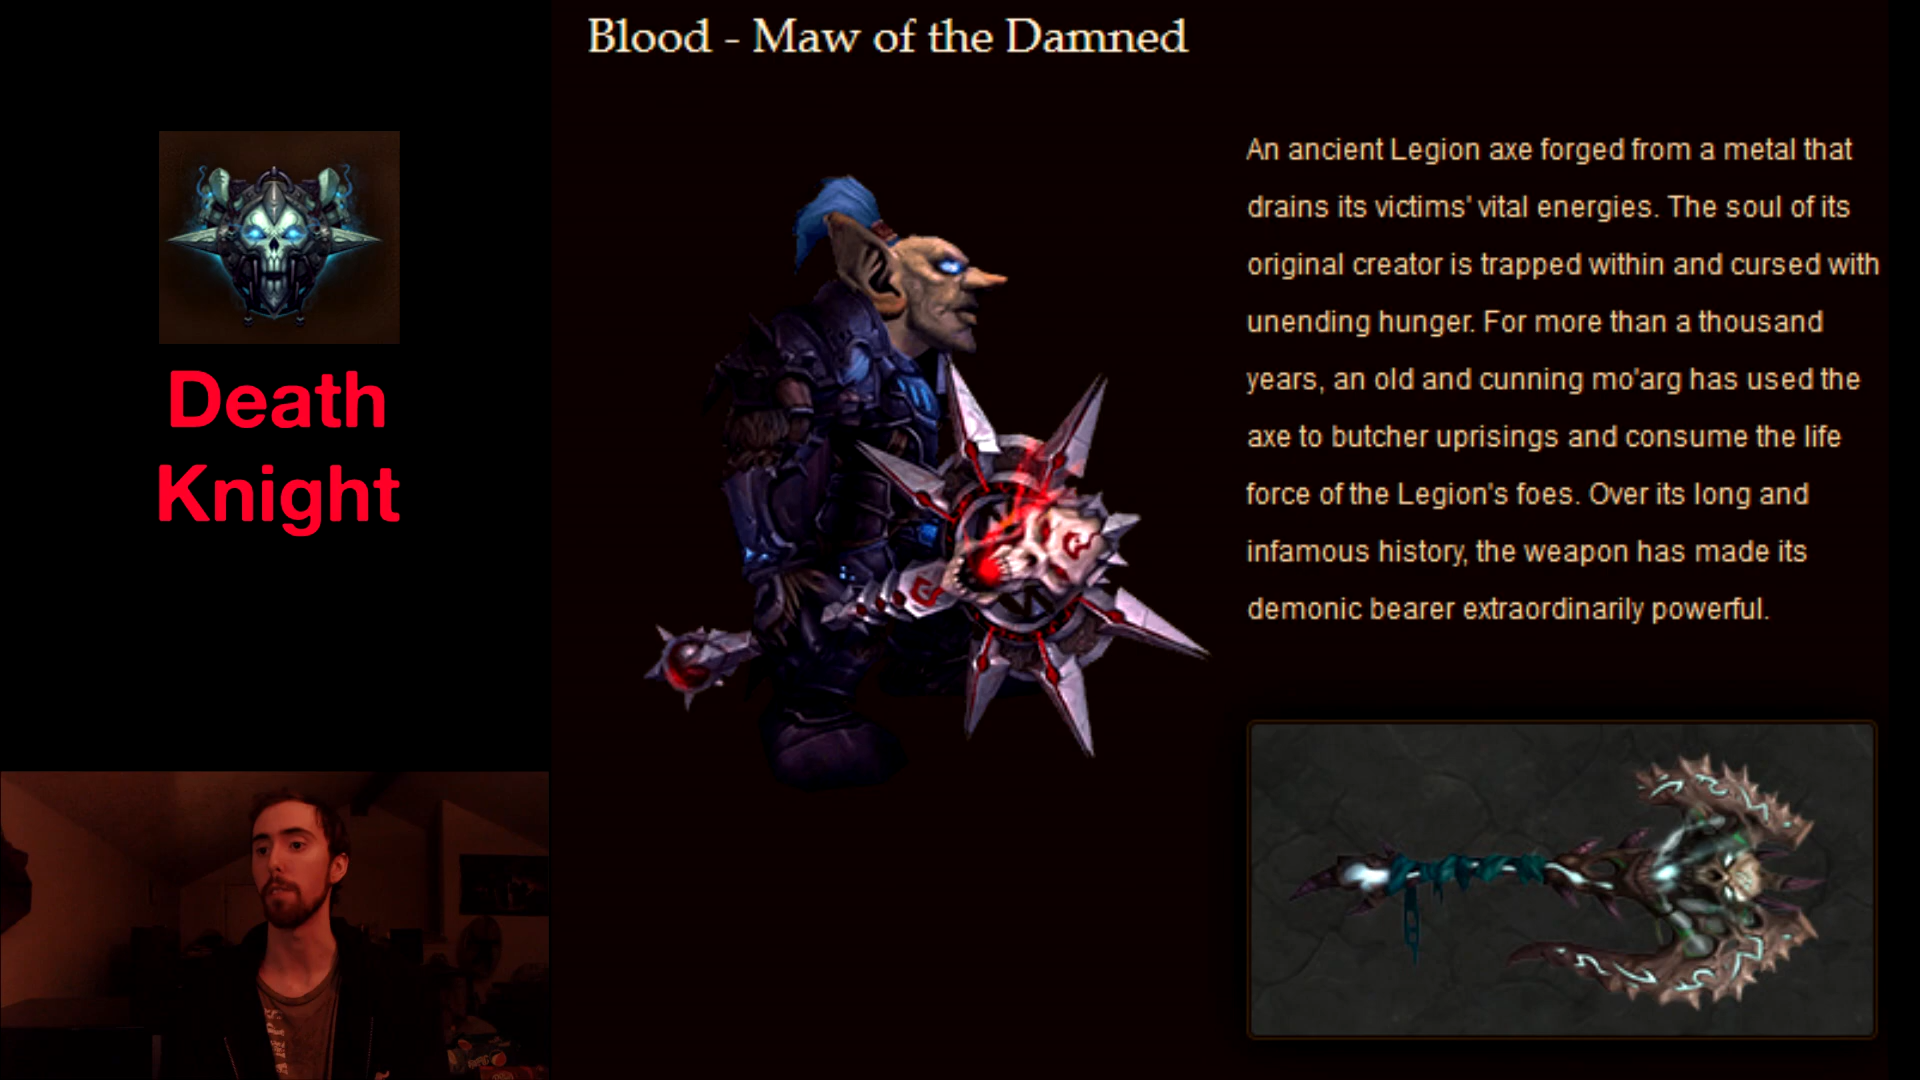 Blood - Maw of the Damned
Death
Knight
An ancient Legion axe forged from a metal that
drains its victims' vital energies. The soul of its
original creator is trapped within and cursed with
unending hunger. For more than a thousand
years, an old and cunning mo'arg has used the
axe to butcher uprisings and consume the life
force of the Legion's foes. Over its long and
infamous history, the weapon has made its
demonic bearer extraordinarily powerful.